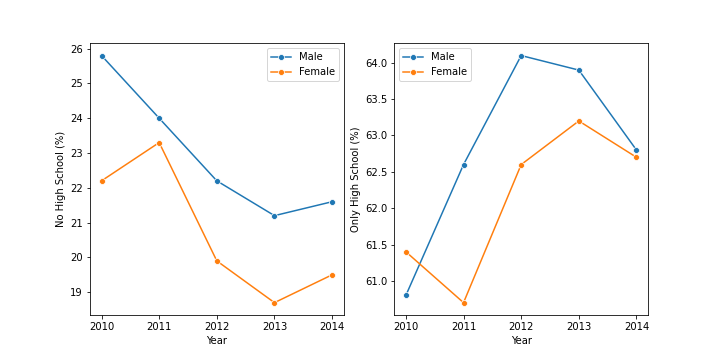 No High School (%)
26
25
24
23
22
21
20
19
2010 2011 2012 2013 2014
Year
Male
Female
Only High School (%)
64.0
63.5
63.0
62.5
62.0
61.5
61.0
2010 2011 2012 2013 2014
Year
Male
Female